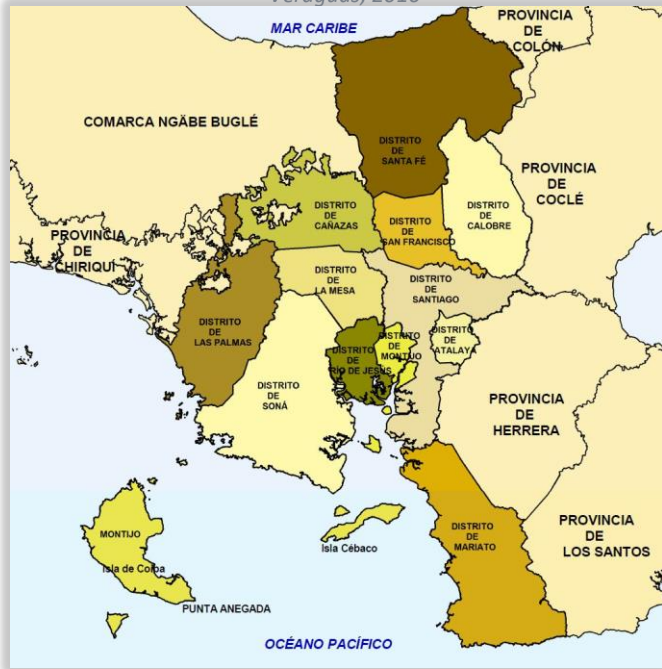 Veraguas, 2010
MAR CARIBE
PROVINCIA
DE
COLÓN
COMARCA NGÄBE BUGLÉ
DISTRITO
DE
SANTA FÉ
PROVINCIA
DE
COCLÉ
DISTRITO
DE
CAÑAZAS
DISTRITO
DE
SAN FRANCISCO
DISTRITO
DE
CALOBRE
PROVINCIA
DE
CHIRIQUÍ
DISTRITO
DE
LA MESA
DISTRITO
DE
SANTIAGO
DISTRITO
DE
LAS PALMAS
DISTRITO
DE
RÍO DE JESÚS
DISTRITO
DE
MONTIJO
DISTRITO
DE
ATALAYA
DISTRITO
DE
SONÁ
PROVINCIA
DE
HERRERA
MONTIJO
Isla de Coiba
PUNTA ANEGADA
Isla Cébaco
DISTRITO
DE
MARIATO
PROVINCIA
DE
LOS SANTOS
OCÉANO PACÍFICO